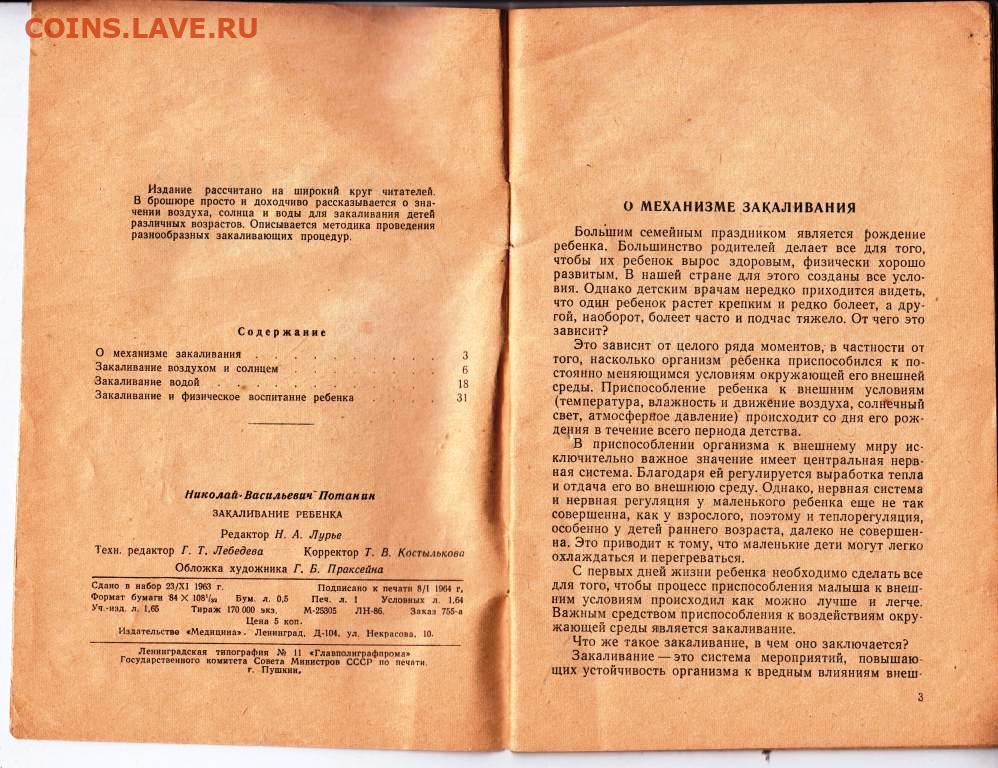 COINS.LAVE.RU
Издание рассчитано на широкий круг читателей.
В брошюре просто и доходчиво рассказывается о зна-
чении воздуха, солнца и воды для закаливания детей
различных возрастов. Описывается методика проведения
разнообразных закаливающих процедур.
Содержание
О механизме закаливания . . . . . . . . . . . 3
Закаливание воздухом и солнцем . . . . . . . . . 6
Закаливание водой . . . . . . . . . . . . . 18
Закаливание и физическое воспитание ребенка . . . . 31
Николай Васильевич Потанин
ЗАКАЛИВАНИЕ РЕБЕНКА
Редактор Н. А. Лурье
Техн. редактор Г. Т. Лебедева Корректор Т. В. Костылькова
Обложка художника Г. Б. Праксейна
Сдано в набор 23/XI 1963 г. Подписано к печати 8/I 1964 г.
Формат бумаги 84 × 108¹/₃₂ Бум. л. 0,5 Печ. л. 1 Условных л. 1,64
Уч.-изд. л. 1,65 Тираж 170 000 экз. М-25305 ЛН-86. Заказ 755-а
Цена 5 коп.
Издательство «Медицина». Ленинград, Д-104, ул. Некрасова, 10.
Ленинградская типография № 11 «Главполиграфпрома»
Государственного комитета Совета Министров СССР по печати.
г. Пушкин.
О МЕХАНИЗМЕ ЗАКАЛИВАНИЯ
Большим семейным праздником является рождение
ребенка. Большинство родителей делает все для того,
чтобы их ребенок вырос здоровым, физически хорошо
развитым. В нашей стране для этого созданы все усло-
вия. Однако детским врачам нередко приходится видеть,
что один ребенок растет крепким и редко болеет, а дру-
гой, наоборот, болеет часто и подчас тяжело. От чего это
зависит?
Это зависит от целого ряда моментов, в частности от
того, насколько организм ребенка приспособился к по-
стоянно меняющимся условиям окружающей его внешней
среды. Приспособление ребенка к внешним условиям
(температура, влажность и движение воздуха, солнечный
свет, атмосферное давление) происходит со дня его рож-
дения в течение всего периода детства.
В приспособлении организма к внешнему миру ис-
ключительно важное значение имеет центральная нерв-
ная система. Благодаря ей регулируется выработка тепла
и отдача его во внешнюю среду. Однако, нервная система
и нервная регуляция у маленького ребенка еще не так
совершенна, как у взрослого, поэтому и теплорегуляция,
особенно у детей раннего возраста, далеко не совершен-
на. Это приводит к тому, что маленькие дети могут легко
охлаждаться и перегреваться.
С первых дней жизни ребенка необходимо сделать все
для того, чтобы процесс приспособления малыша к внеш-
ним условиям происходил как можно лучше и легче.
Важным средством приспособления к воздействиям окру-
жающей среды является закаливание.
Что же такое закаливание, в чем оно заключается?
Закаливание — это система мероприятий, повышаю-
щих устойчивость организма к вредным влияниям внеш-
3